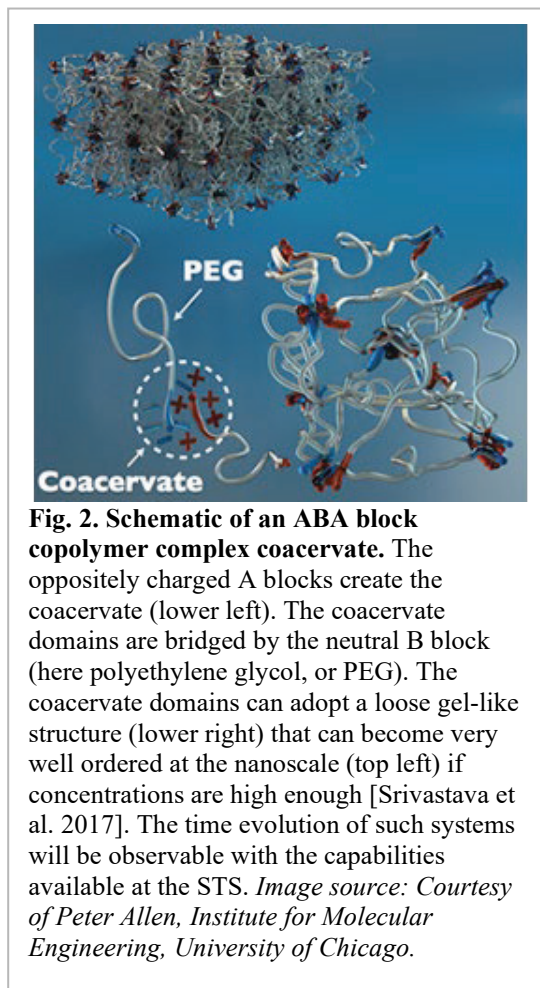 PEG
Coacervate
Fig. 2. Schematic of an ABA block
copolymer complex coacervate. The
oppositely charged A blocks create the
coacervate (lower left). The coacervate
domains are bridged by the neutral B block
(here polyethylene glycol, or PEG). The
coacervate domains can adopt a loose gel-like
structure (lower right) that can become very
well ordered at the nanoscale (top left) if
concentrations are high enough [Srivastava et
al. 2017]. The time evolution of such systems
will be observable with the capabilities
available at the STS. Image source: Courtesy
of Peter Allen, Institute for Molecular
Engineering, University of Chicago.